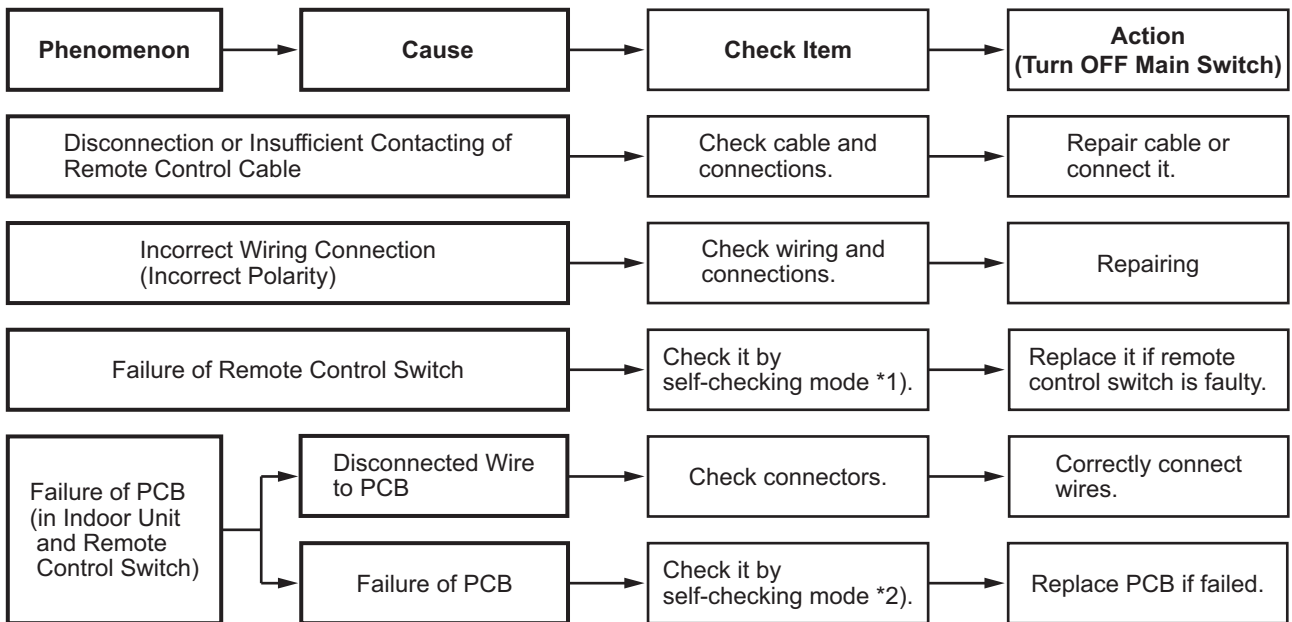 Phenomenon
Cause
Check Item
Action
(Turn OFF Main Switch)
Disconnection or Insufficient Contacting of
Remote Control Cable
Check cable and
connections.
Repair cable or
connect it.
Incorrect Wiring Connection
(Incorrect Polarity)
Check wiring and
connections.
Repairing
Failure of Remote Control Switch
Check it by
self-checking mode *1).
Replace it if remote
control switch is faulty.
Failure of PCB
(in Indoor Unit
and Remote
Control Switch)
Disconnected Wire
to PCB
Check connectors.
Correctly connect
wires.
Failure of PCB
Check it by
self-checking mode *2).
Replace PCB if failed.